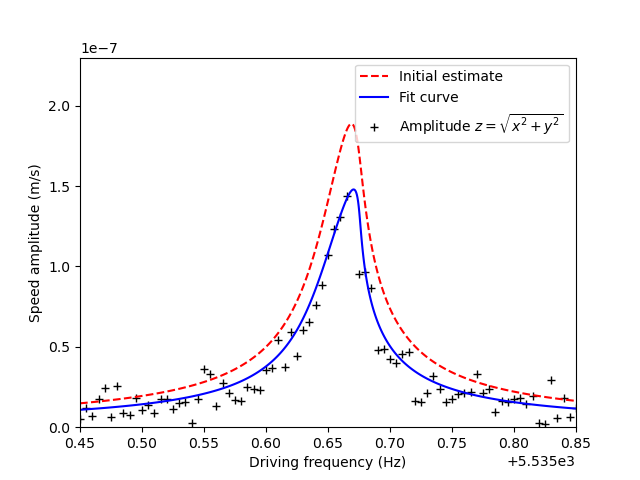 1e−7
Initial estimate
Fit curve
Amplitude z = √x² + y²
2.0
1.5
1.0
0.5
0.0
Speed amplitude (m/s)
0.45 0.50 0.55 0.60 0.65 0.70 0.75 0.80 0.85
Driving frequency (Hz)
+5.535e3